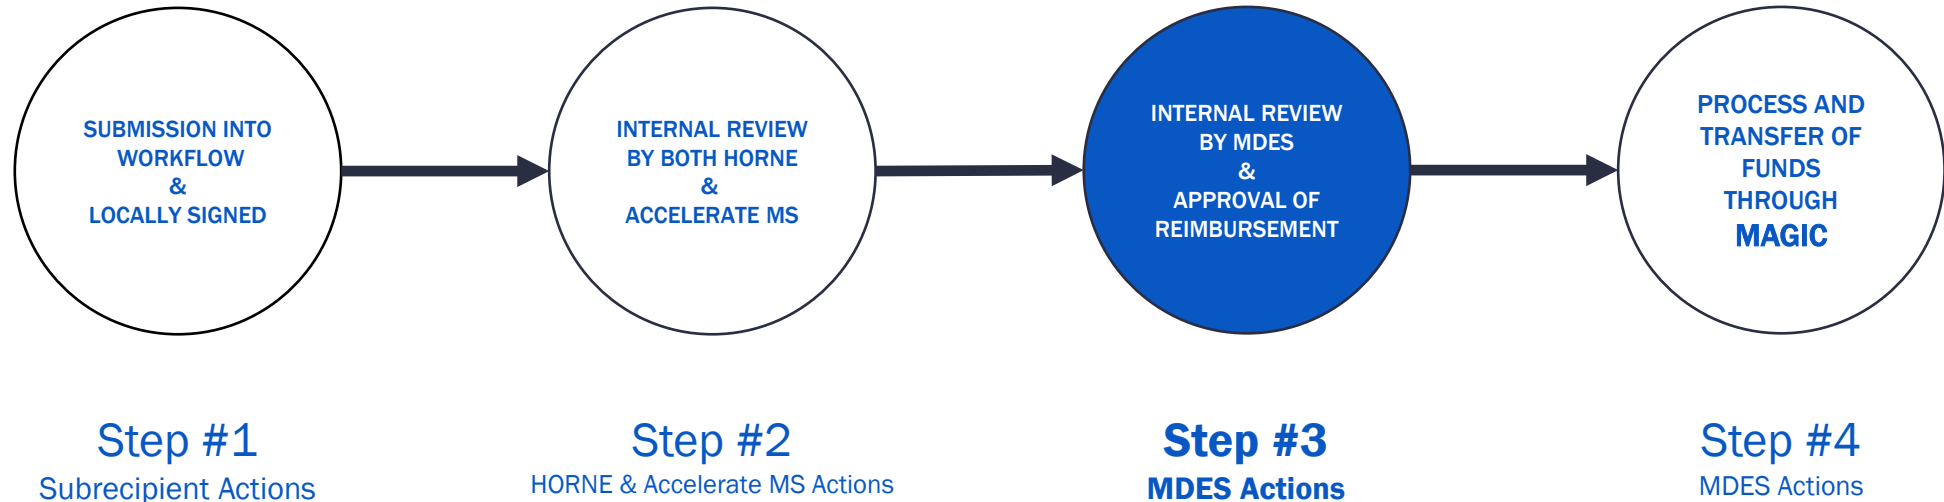 SUBMISSION INTO
WORKFLOW
&
LOCALLY SIGNED
INTERNAL REVIEW
BY BOTH HORNE
&
ACCELERATE MS
INTERNAL REVIEW
BY MDES
&
APPROVAL OF
REIMBURSEMENT
PROCESS AND
TRANSFER OF
FUNDS
THROUGH
MAGIC
Step #1
Subrecipient Actions
Step #2
HORNE & Accelerate MS Actions
Step #3
MDES Actions
Step #4
MDES Actions